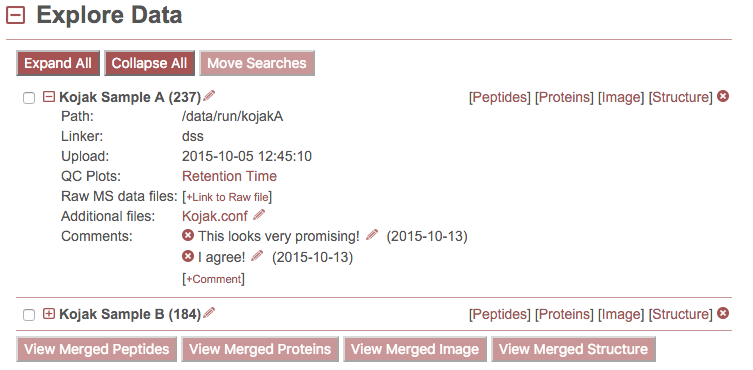 Explore Data
Expand All Collapse All Move Searches
Kojak Sample A (237) [Peptides] [Proteins] [Image] [Structure]
Path: /data/run/kojakA
Linker: dss
Upload: 2015-10-05 12:45:10
QC Plots: Retention Time
Raw MS data files: [+Link to Raw file]
Additional files: Kojak.conf
Comments: This looks very promising! (2015-10-13)
I agree! (2015-10-13)
[+Comment]
Kojak Sample B (184) [Peptides] [Proteins] [Image] [Structure]
View Merged Peptides View Merged Proteins View Merged Image View Merged Structure